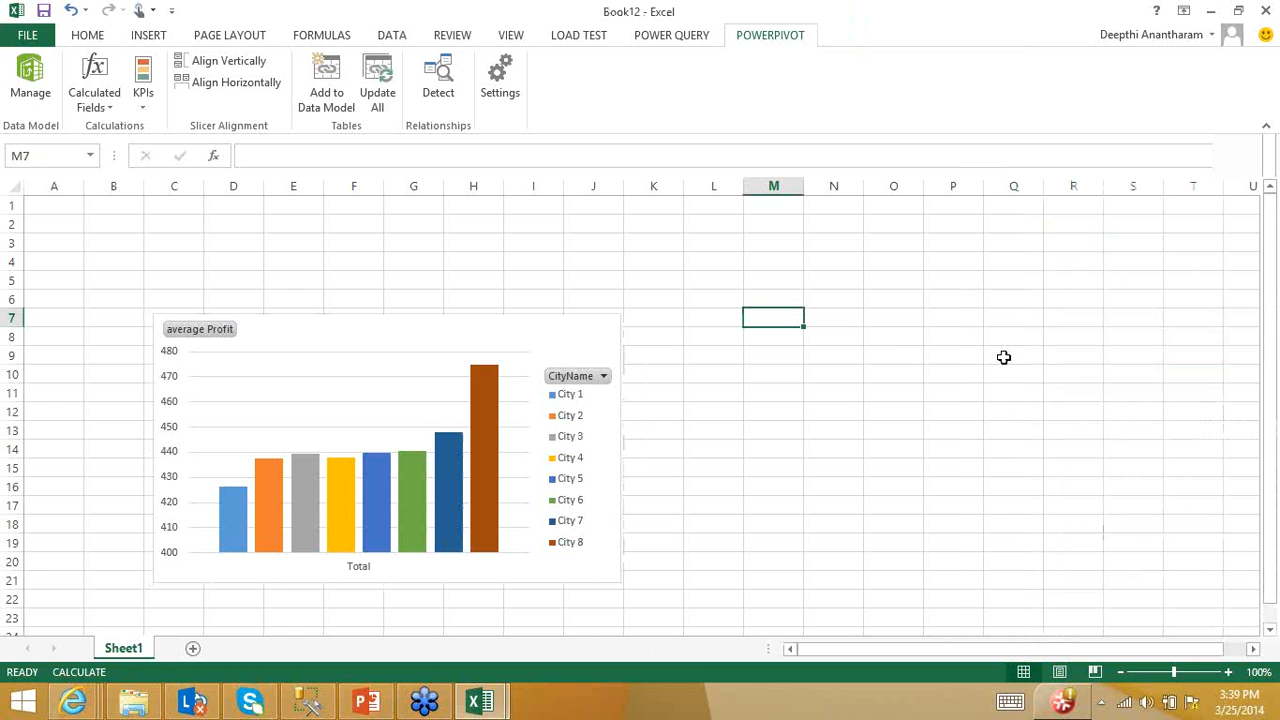 Book12 - Excel
FILE HOME INSERT PAGE LAYOUT FORMULAS DATA REVIEW VIEW LOAD TEST POWER QUERY POWERPIVOT Deepthi Anantharam
Manage
Calculated
Fields
KPIs
Align Vertically
Align Horizontally
Add to
Data Model
Update
All
Detect
Settings
Data Model Calculations Slicer Alignment Tables Relationships
M7 fx
A B C D E F G H I J K L M N O P Q R S T U
1
2
3
4
5
6
7
8
9
10
11
12
13
14
15
16
17
18
19
20
21
22
23
24
average Profit
480
470
460
450
440
430
420
410
400
Total
CityName
City 1
City 2
City 3
City 4
City 5
City 6
City 7
City 8
Sheet1
READY CALCULATE 100%
3:39 PM
3/25/2014